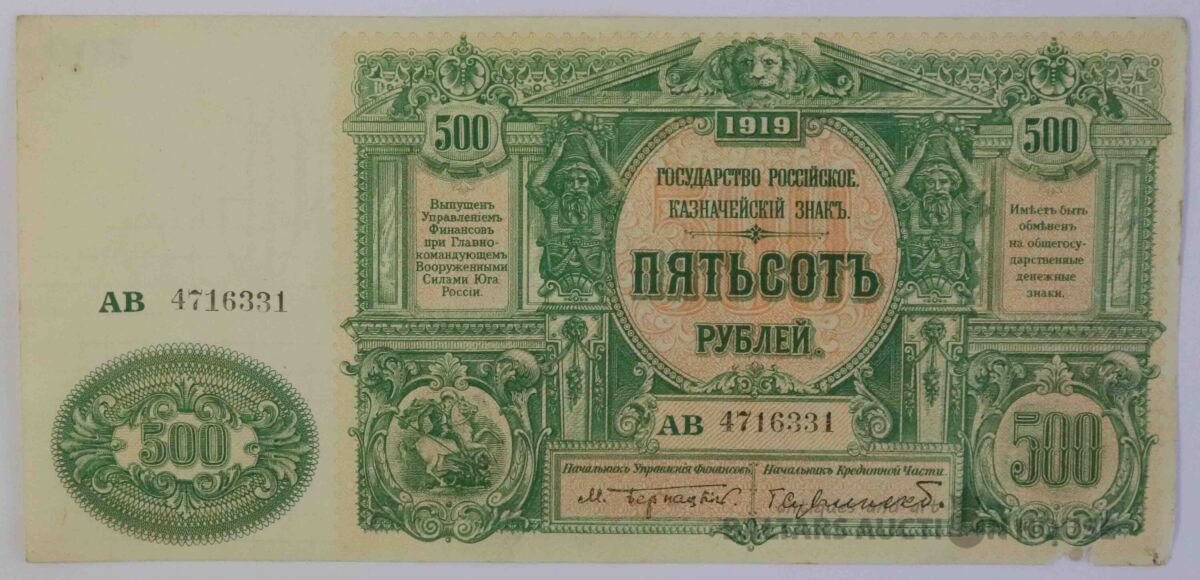 500
1919
500
ГОСУДАРСТВО РОССІЙСКОЕ.
КАЗНАЧЕЙСКІЙ ЗНАКЪ.
ПЯТЬСОТЪ
РУБЛЕЙ.
Выпущенъ
Управленіемъ
Финансовъ
при Главно-
командующемъ
Вооруженными
Силами Юга
Россіи.
Имѣетъ быть
обмѣненъ
на общегосу-
дарственные
денежные
знаки.
АВ 4716331
АВ 4716331
500
500
Начальникъ Управленія Финансовъ
Начальникъ Кредитной Части
М. Бернацкій